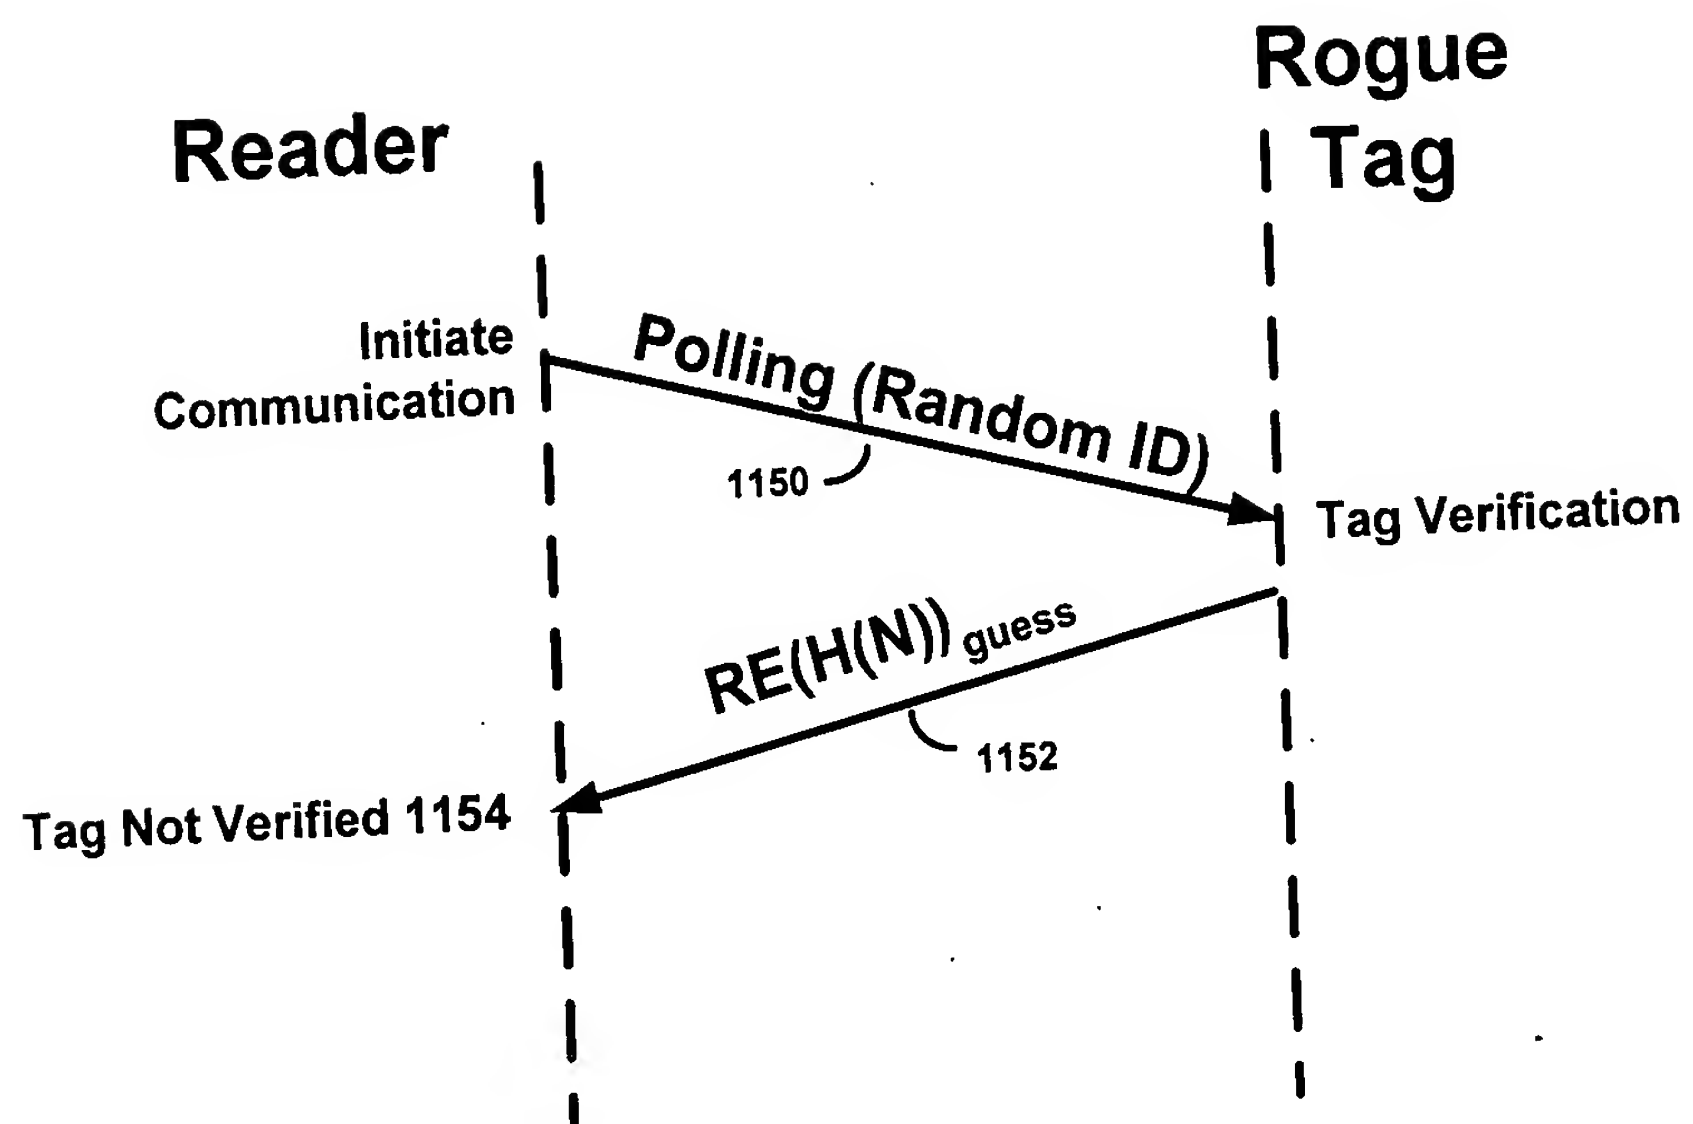 Rogue
Tag
Reader
Initiate
Communication
Polling (Random ID)
1150
Tag Verification
RE(H(N)) guess
1152
Tag Not Verified 1154